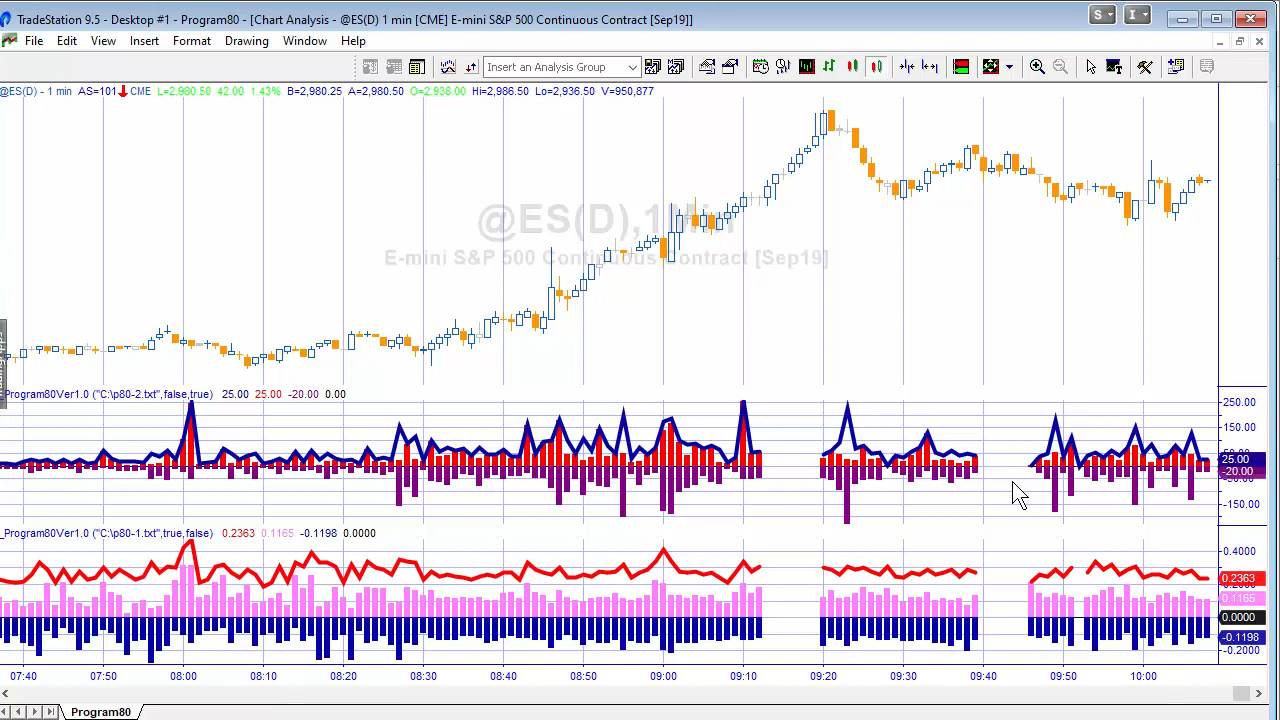 TradeStation 9.5 - Desktop #1 - Program80 - [Chart Analysis - @ES(D) 1 min [CME] E-mini S&P 500 Continuous Contract [Sep19]]
S I
File Edit View Insert Format Drawing Window Help
Insert an Analysis Group
@ES(D) - 1 min AS=101 CME L=2,980.50 42.00 1.43% B=2,980.25 A=2,980.50 O=2,938.00 Hi=2,986.50 Lo=2,936.50 V=950,877
@ES(D),1Min
E-mini S&P 500 Continuous Contract [Sep19]
Program80Ver1.0 ("C:\p80-2.txt",false,true) 25.00 25.00 -20.00 0.00
250.00
150.00
25.00
-20.00
-50.00
-150.00
Program80Ver1.0 ("C:\p80-1.txt",true,false) 0.2363 0.1165 -0.1198 0.0000
0.4000
0.2363
0.1165
0.0000
-0.1198
-0.2000
07:40 07:50 08:00 08:10 08:20 08:30 08:40 08:50 09:00 09:10 09:20 09:30 09:40 09:50 10:00
Program80